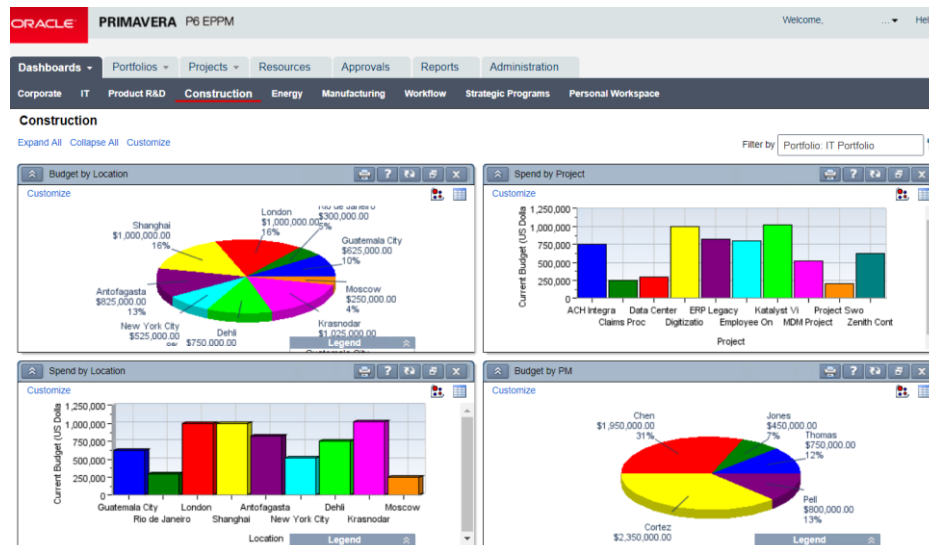 ORACLE PRIMAVERA P6 EPPM Welcome, ...
Dashboards Portfolios Projects Resources Approvals Reports Administration
Corporate IT Product R&D Construction Energy Manufacturing Workflow Strategic Programs Personal Workspace
Construction
Expand All Collapse All Customize
Filter by Portfolio: IT Portfolio
Budget by Location
Customize
Rio de Janeiro
$300,000.00
5%
London
$1,000,000.00
16%
Shanghai
$1,000,000.00
16%
Guatemala City
$625,000.00
10%
Antofagasta
$825,000.00
13%
Moscow
$250,000.00
4%
New York City
$525,000.00
Dehli
$750,000.00
Krasnodar
$1,025,000.00
Legend
Guatemala City
Spend by Project
Customize
Current Budget (US Dolla
1,250,000
1,000,000
750,000
500,000
250,000
0
ACH Integra Data Center ERP Legacy Katalyst Vi Project Swo
Claims Proc Digitizatio Employee On MDM Project Zenith Cont
Project
Spend by Location
Customize
Current Budget (US Dolla
1,250,000
1,000,000
750,000
500,000
250,000
0
Guatemala City London Antofagasta Dehli Moscow
Rio de Janeiro Shanghai New York City Krasnodar
Location
Legend
Budget by PM
Customize
Chen
$1,950,000.00
31%
Jones
$450,000.00
7%
Thomas
$750,000.00
12%
Pell
$800,000.00
13%
Cortez
$2,350,000.00
Legend